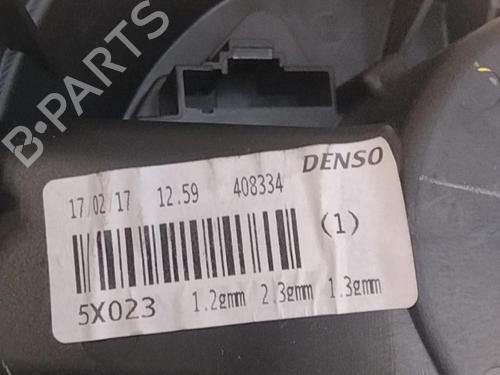 B-PARTS
DENSO
17/02/17 12.59 408334
(1)
5X023 1.2gmm 2.3gmm 1.3gmm